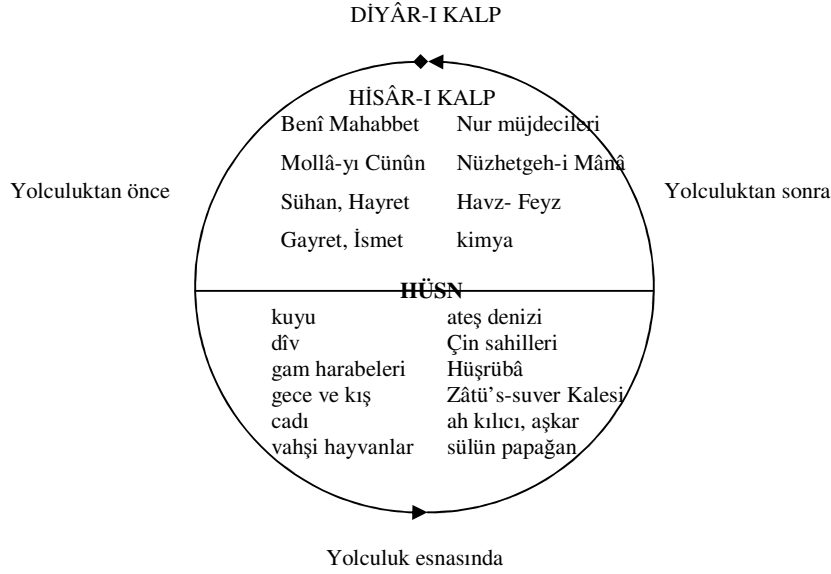 DİYÂR-I KALP
HİSÂR-I KALP
Benî Mahabbet Nur müjdecileri
Mollâ-yı Cünûn Nüzhetgeh-i Mânâ
Yolculuktan önce Yolculuktan sonra
Sühan, Hayret Havz- Feyz
Gayret, İsmet kimya
HÜSN
kuyu ateş denizi
dîv Çin sahilleri
gam harabeleri Hüşrübâ
gece ve kış Zâtü's-suver Kalesi
cadı ah kılıcı, aşkar
vahşi hayvanlar sülün papağan
Yolculuk esnasında